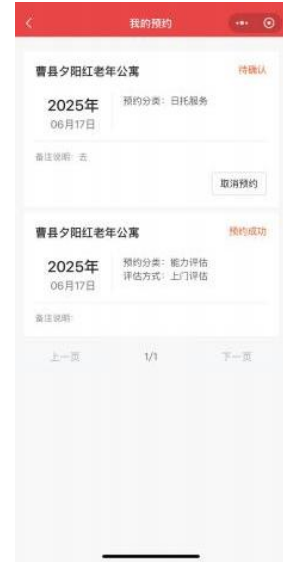 我的预约
曹县夕阳红老年公寓
待确认
2025年
06月17日
预约分类：日托服务
备注说明：去
取消预约
曹县夕阳红老年公寓
预约成功
2025年
06月17日
预约分类：能力评估
评估方式：上门评估
备注说明：
上一页
1/1
下一页